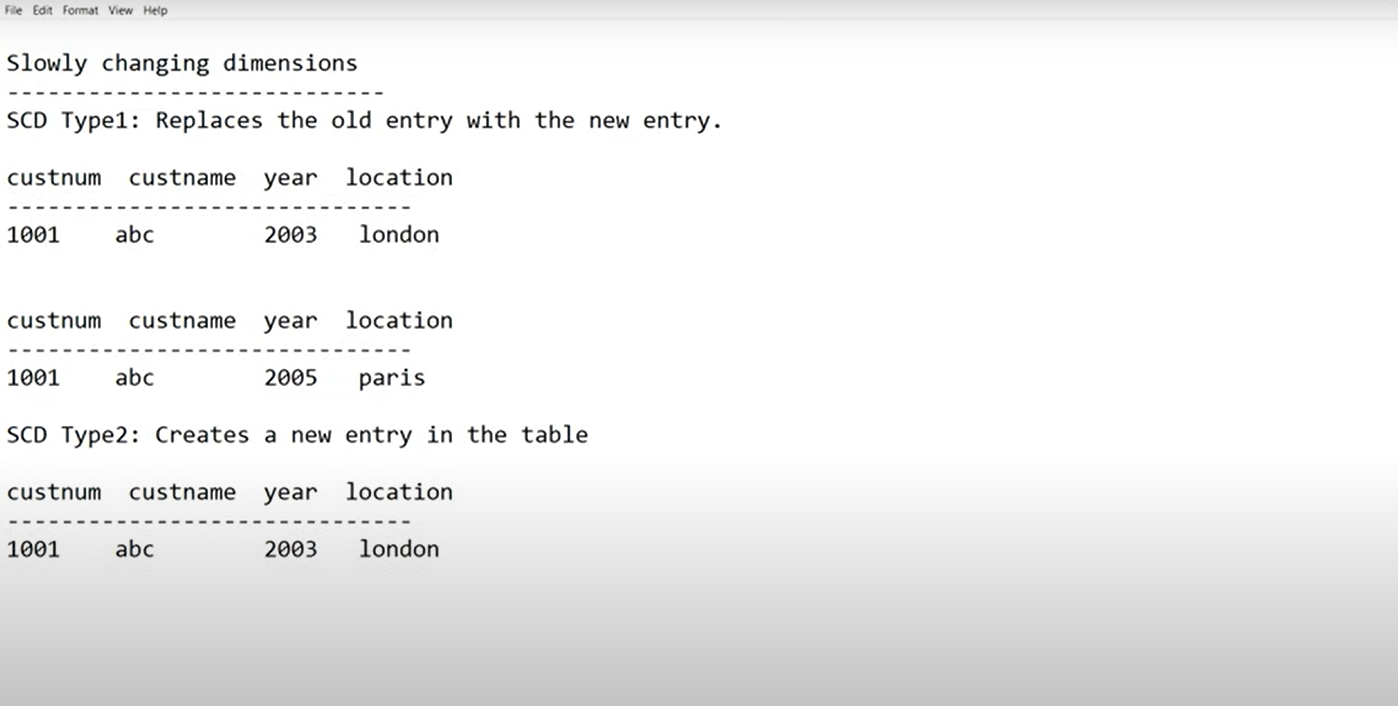 File Edit Format View Help
Slowly changing dimensions
----------------------------
SCD Type1: Replaces the old entry with the new entry.
custnum  custname  year  location
------------------------------
1001    abc        2003   london
custnum  custname  year  location
------------------------------
1001    abc        2005   paris
SCD Type2: Creates a new entry in the table
custnum  custname  year  location
------------------------------
1001    abc        2003   london